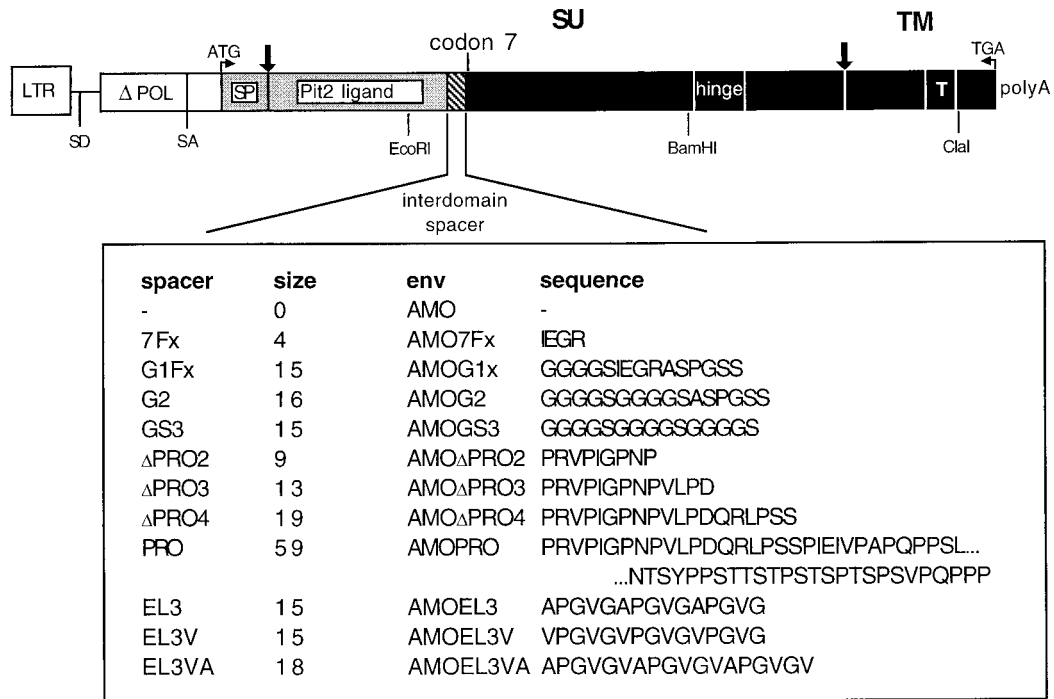 SU TM
ATG codon 7 TGA
LTR Δ POL SP Pit2 ligand hinge T polyA
SD SA EcoRI BamHI ClaI
interdomain
spacer
spacer size env sequence
- 0 AMO -
7Fx 4 AMO7Fx IEGR
G1Fx 15 AMOG1x GGGGSIEGRASPGSS
G2 16 AMOG2 GGGGSGGGGSASPGSS
GS3 15 AMOGS3 GGGGSGGGGSGGGGS
ΔPRO2 9 AMOΔPRO2 PRVPIGPNP
ΔPRO3 13 AMOΔPRO3 PRVPIGPNPVLPD
ΔPRO4 19 AMOΔPRO4 PRVPIGPNPVLPDQRLPSS
PRO 59 AMOPRO PRVPIGPNPVLPDQRLPSSPIEIVPAPQPPSL...
...NTSYPPSTTSTPSTSPTSPSVPQPPP
EL3 15 AMOEL3 APGVGAPGVGAPGVG
EL3V 15 AMOEL3V VPGVGVPGVGVPGVG
EL3VA 18 AMOEL3VA APGVGVAPGVGVAPGVGV